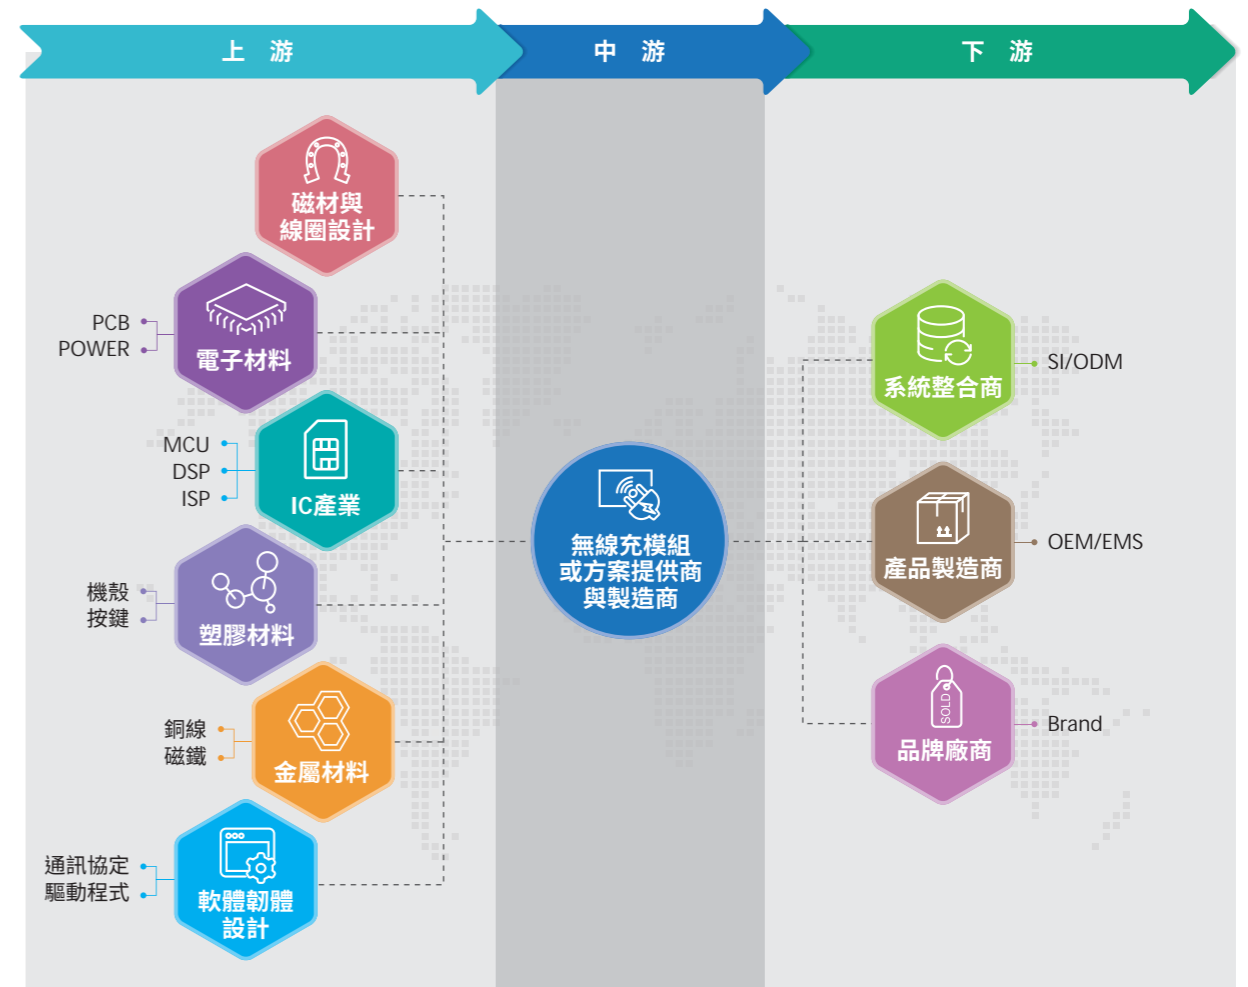 上 游
中 游
下 游
磁材與
線圈設計
PCB
POWER
電子材料
MCU
DSP
ISP
IC產業
機殼
按鍵
塑膠材料
銅線
磁鐵
金屬材料
通訊協定
驅動程式
軟體韌體
設計
無線充模組
或方案提供商
與製造商
系統整合商
SI/ODM
產品製造商
OEM/EMS
SOLD
品牌廠商
Brand